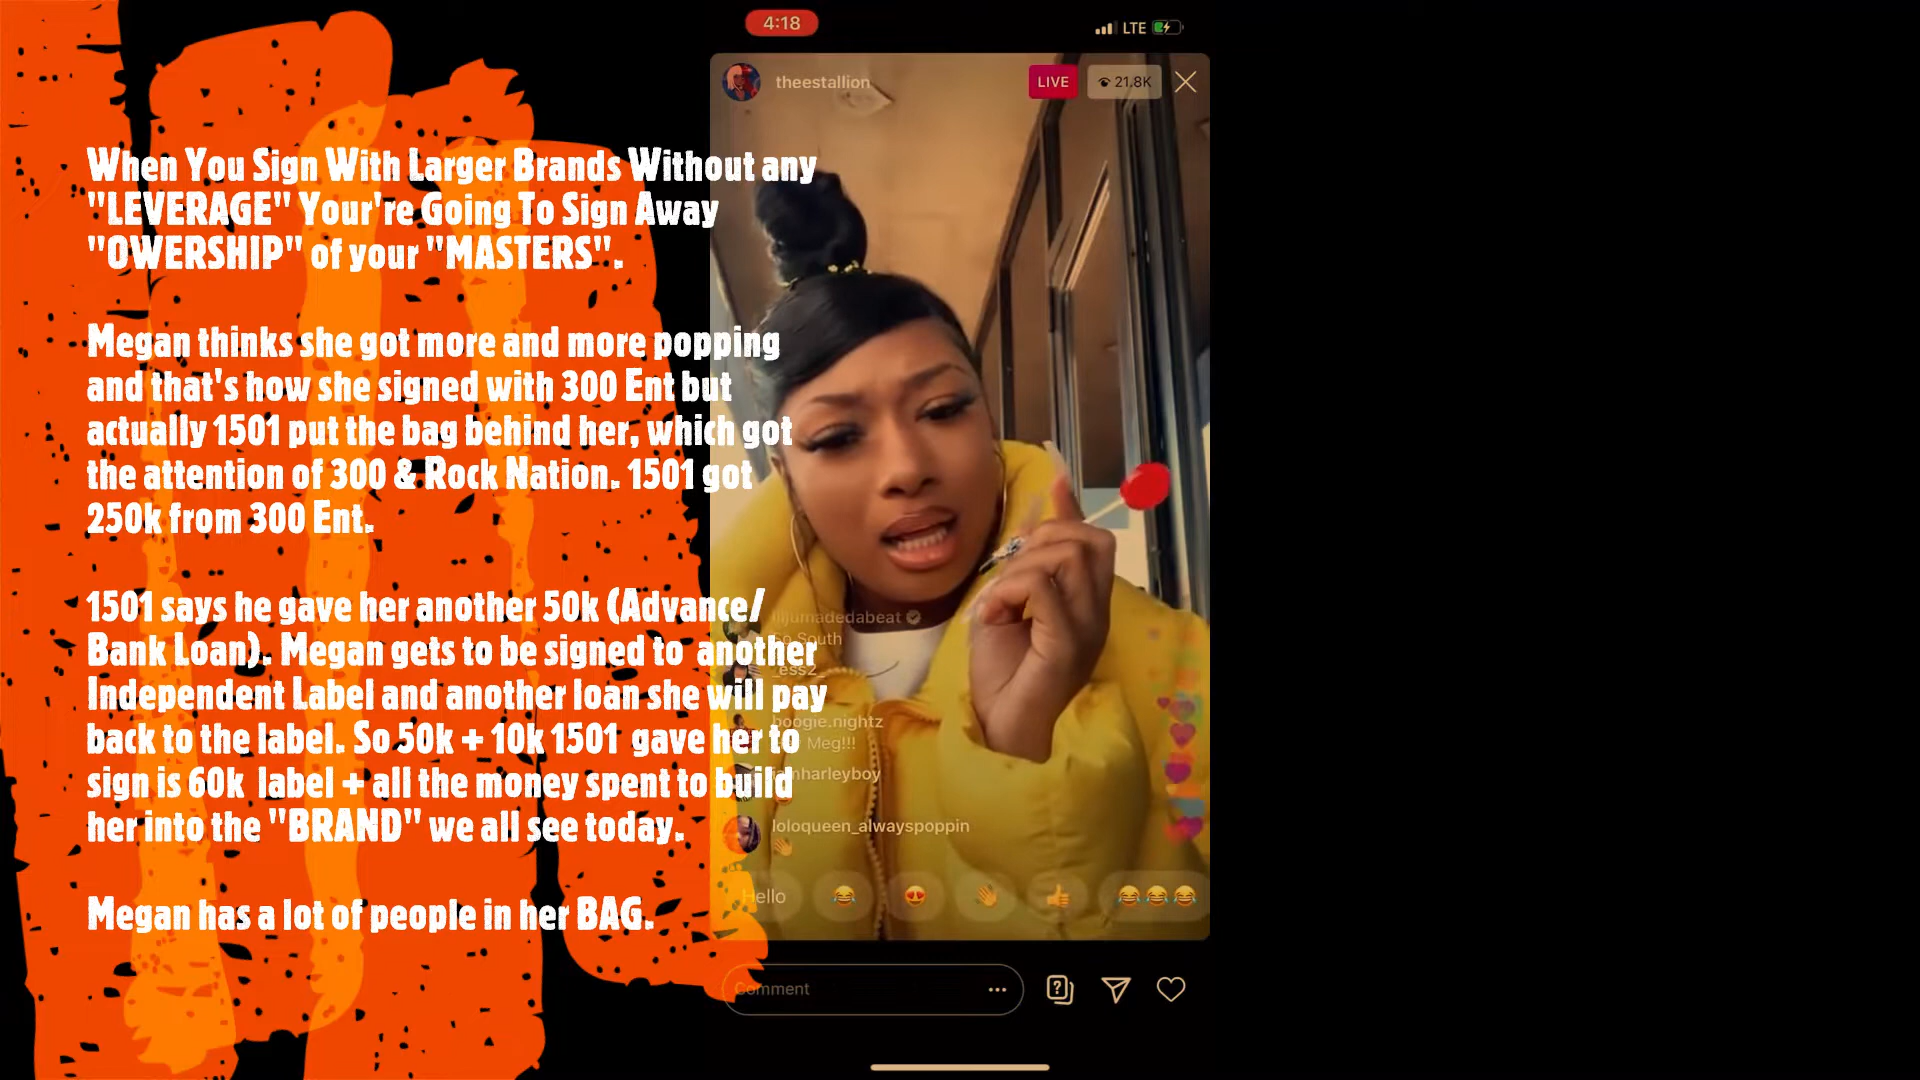 4:18
LTE
theestallion
LIVE
21.8K
When You Sign With Larger Brands Without any
"LEVERAGE" Your're Going To Sign Away
"OWERSHIP" of your "MASTERS".
Megan thinks she got more and more popping
and that's how she signed with 300 Ent but
actually 1501 put the bag behind her, which got
the attention of 300 & Rock Nation. 1501 got
250k from 300 Ent.
1501 says he gave her another 50k (Advance/
Bank Loan). Megan gets to be signed to another
Independent Label and another loan she will pay
back to the label. So 50k + 10k 1501 gave her to
sign is 60k label + all the money spent to build
her into the "BRAND" we all see today.
Megan has a lot of people in her BAG.
liljumadedabeat
So South
_ess2_
boogie.nightz
Meg!!!
loloqueen_alwayspoppin
Hello
Comment